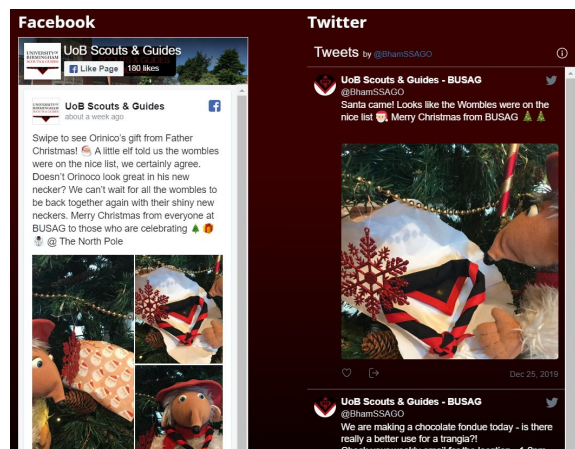 Facebook
UNIVERSITY OF
BIRMINGHAM
SCOUTS & GUIDES
UoB Scouts & Guides
Like Page
180 likes
UoB Scouts & Guides
about a week ago
Swipe to see Orinico's gift from Father
Christmas! 🎅 A little elf told us the wombles
were on the nice list, we certainly agree.
Doesn't Orinoco look great in his new
necker? We can't wait for all the wombles to
be back together again with their shiny new
neckers. Merry Christmas from everyone at
BUSAG to those who are celebrating 🎄 🎁
⛄ @ The North Pole
Twitter
Tweets by @BhamSSAGO
UoB Scouts & Guides - BUSAG
@BhamSSAGO
Santa came! Looks like the Wombles were on the
nice list 🎅, Merry Christmas from BUSAG 🎄 🎄
Dec 25, 2019
UoB Scouts & Guides - BUSAG
@BhamSSAGO
We are making a chocolate fondue today - is there
really a better use for a trangia?!